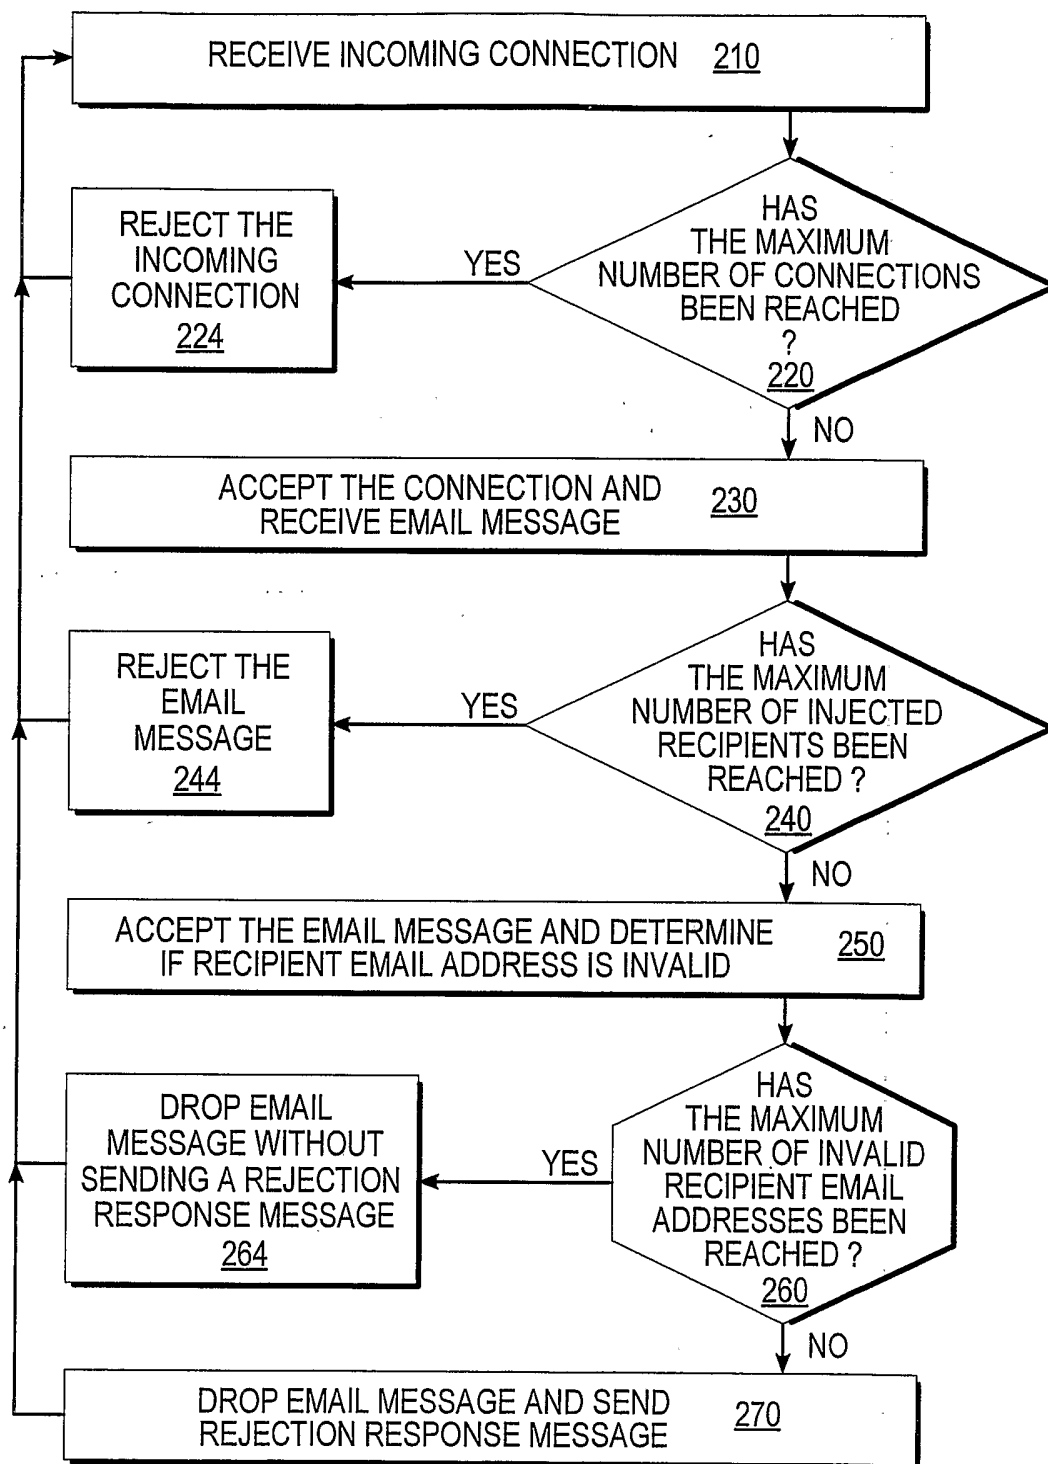 RECEIVE INCOMING CONNECTION 210
HAS
THE MAXIMUM
NUMBER OF CONNECTIONS
BEEN REACHED
?
220
YES
REJECT THE
INCOMING
CONNECTION
224
NO
ACCEPT THE CONNECTION AND
RECEIVE EMAIL MESSAGE
230
HAS
THE MAXIMUM
NUMBER OF INJECTED
RECIPIENTS BEEN
REACHED ?
240
YES
REJECT THE
EMAIL
MESSAGE
244
NO
ACCEPT THE EMAIL MESSAGE AND DETERMINE
IF RECIPIENT EMAIL ADDRESS IS INVALID
250
HAS
THE MAXIMUM
NUMBER OF INVALID
RECIPIENT EMAIL
ADDRESSES BEEN
REACHED ?
260
YES
DROP EMAIL
MESSAGE WITHOUT
SENDING A REJECTION
RESPONSE MESSAGE
264
NO
DROP EMAIL MESSAGE AND SEND
REJECTION RESPONSE MESSAGE
270